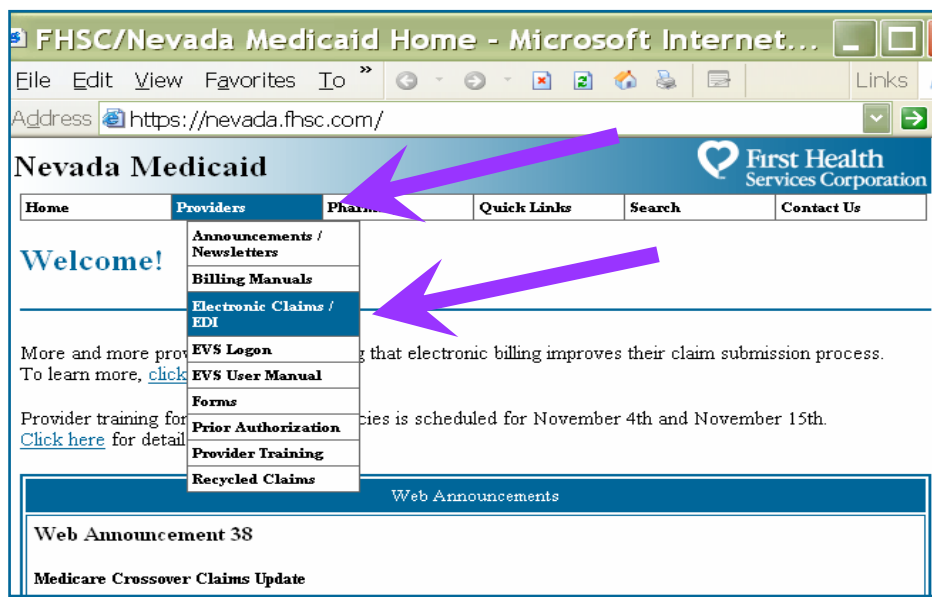 FHSC/Nevada Medicaid Home - Microsoft Internet...
File Edit View Favorites To » Links
Address https://nevada.fhsc.com/
Nevada Medicaid
First Health
Services Corporation
Home Providers Quick Links Search Contact Us
Announcements /
Newsletters
Welcome!
Billing Manuals
Electronic Claims /
EDI
More and more EVS Logon that electronic billing improves their claim submission process.
To learn more, click EVS User Manual
Forms
Provider training for Prior Authorization is scheduled for November 4th and November 15th.
Click here for detail Provider Training
Recycled Claims
Web Announcements
Web Announcement 38
Medicare Crossover Claims Update